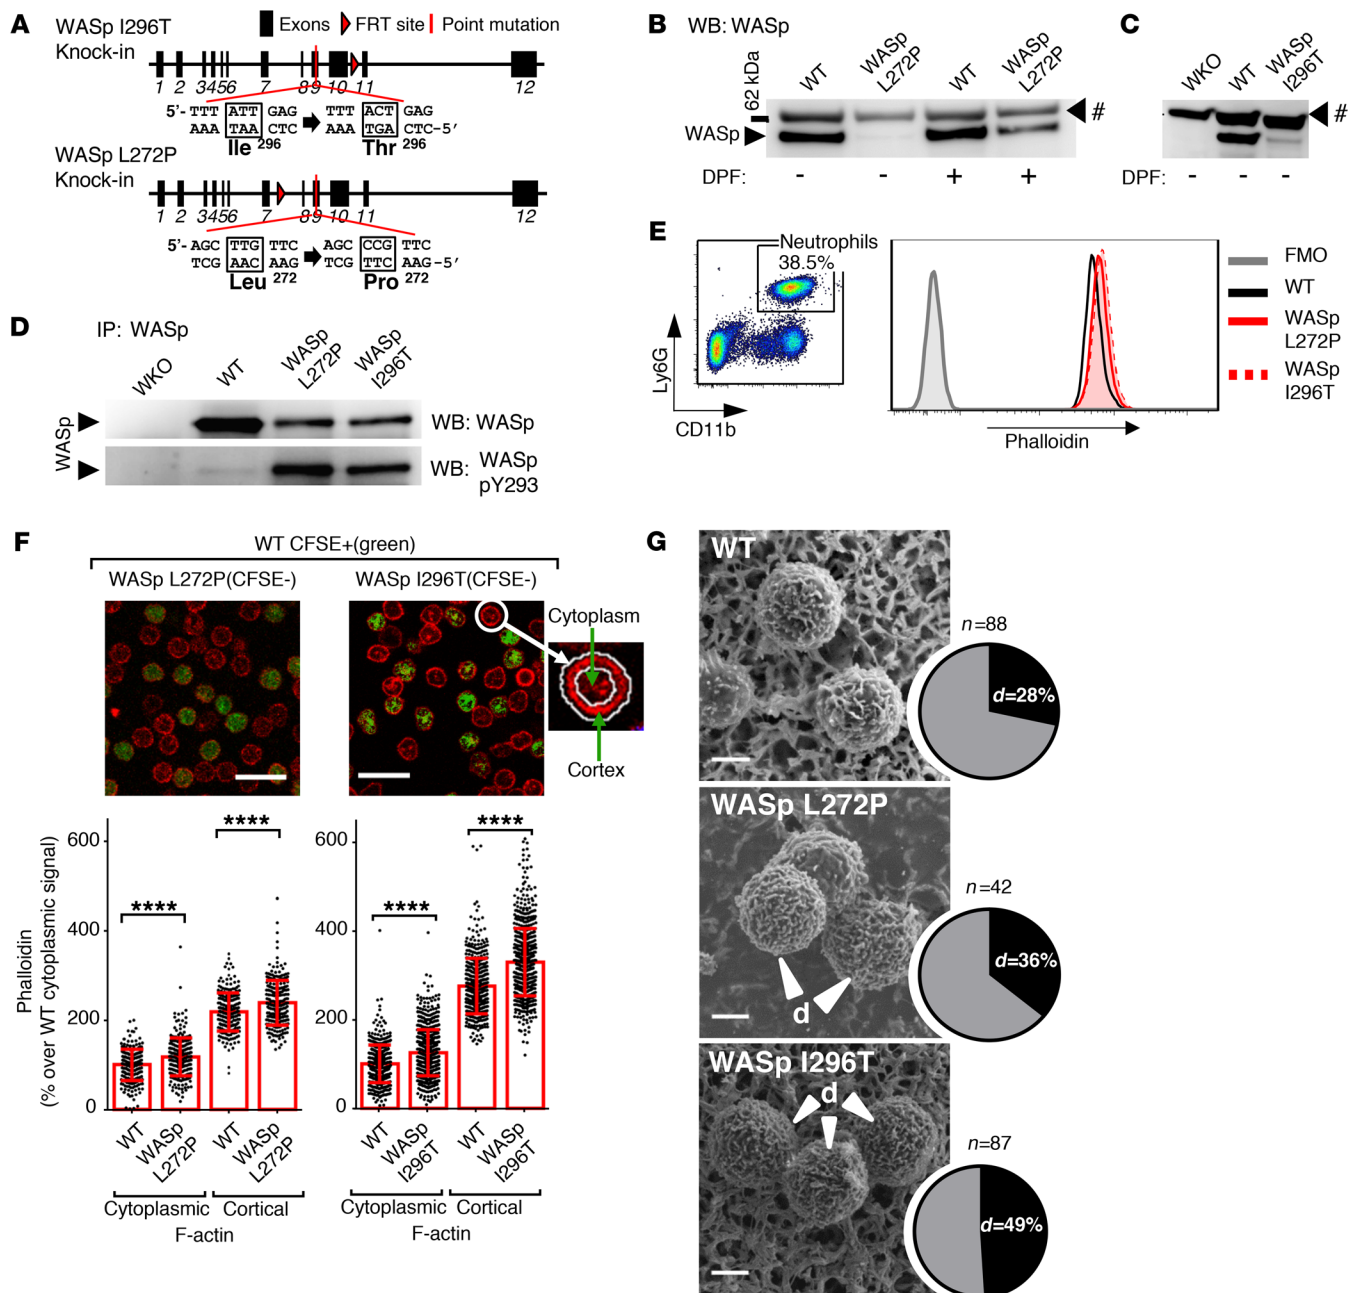 A
WASp I296T
Knock-in
Exons
FRT site
Point mutation
1 2 3456 7 89 10 11 12
5’- TTT ATT GAG TTT ACT GAG
AAA TAA CTC AAA TGA CTC-5’
Ile 296 Thr 296
WASp L272P
Knock-in
1 2 3456 7 89 10 11 12
5’- AGC TTG TTC AGC CCG TTC
TCG AAC AAG TCG TTC AAG-5’
Leu 272 Pro 272
B
WB: WASp
62 kDa
WT
WASp L272P
WT
WASp L272P
#
WASp
DPF: - - + +
C
WKO
WT
WASp I296T
#
DPF: - - -
D
IP: WASp
WKO
WT
WASp L272P
WASp I296T
WASp
WB: WASp
WB: WASp pY293
E
Neutrophils
38.5%
Ly6G
CD11b
Phalloidin
FMO
WT
WASp
L272P
WASp
I296T
F
WT CFSE+(green)
WASp L272P(CFSE-)
WASp I296T(CFSE-)
Cytoplasm
Cortex
Phalloidin
(% over WT cytoplasmic signal)
600
400
200
0
****
****
WT
WASp L272P
WT
WASp L272P
Cytoplasmic
Cortical
F-actin
600
400
200
0
****
****
WT
WASp I296T
WT
WASp I296T
Cytoplasmic
Cortical
F-actin
G
WT
n=88
d=28%
WASp L272P
d
n=42
d=36%
WASp I296T
d
n=87
d=49%